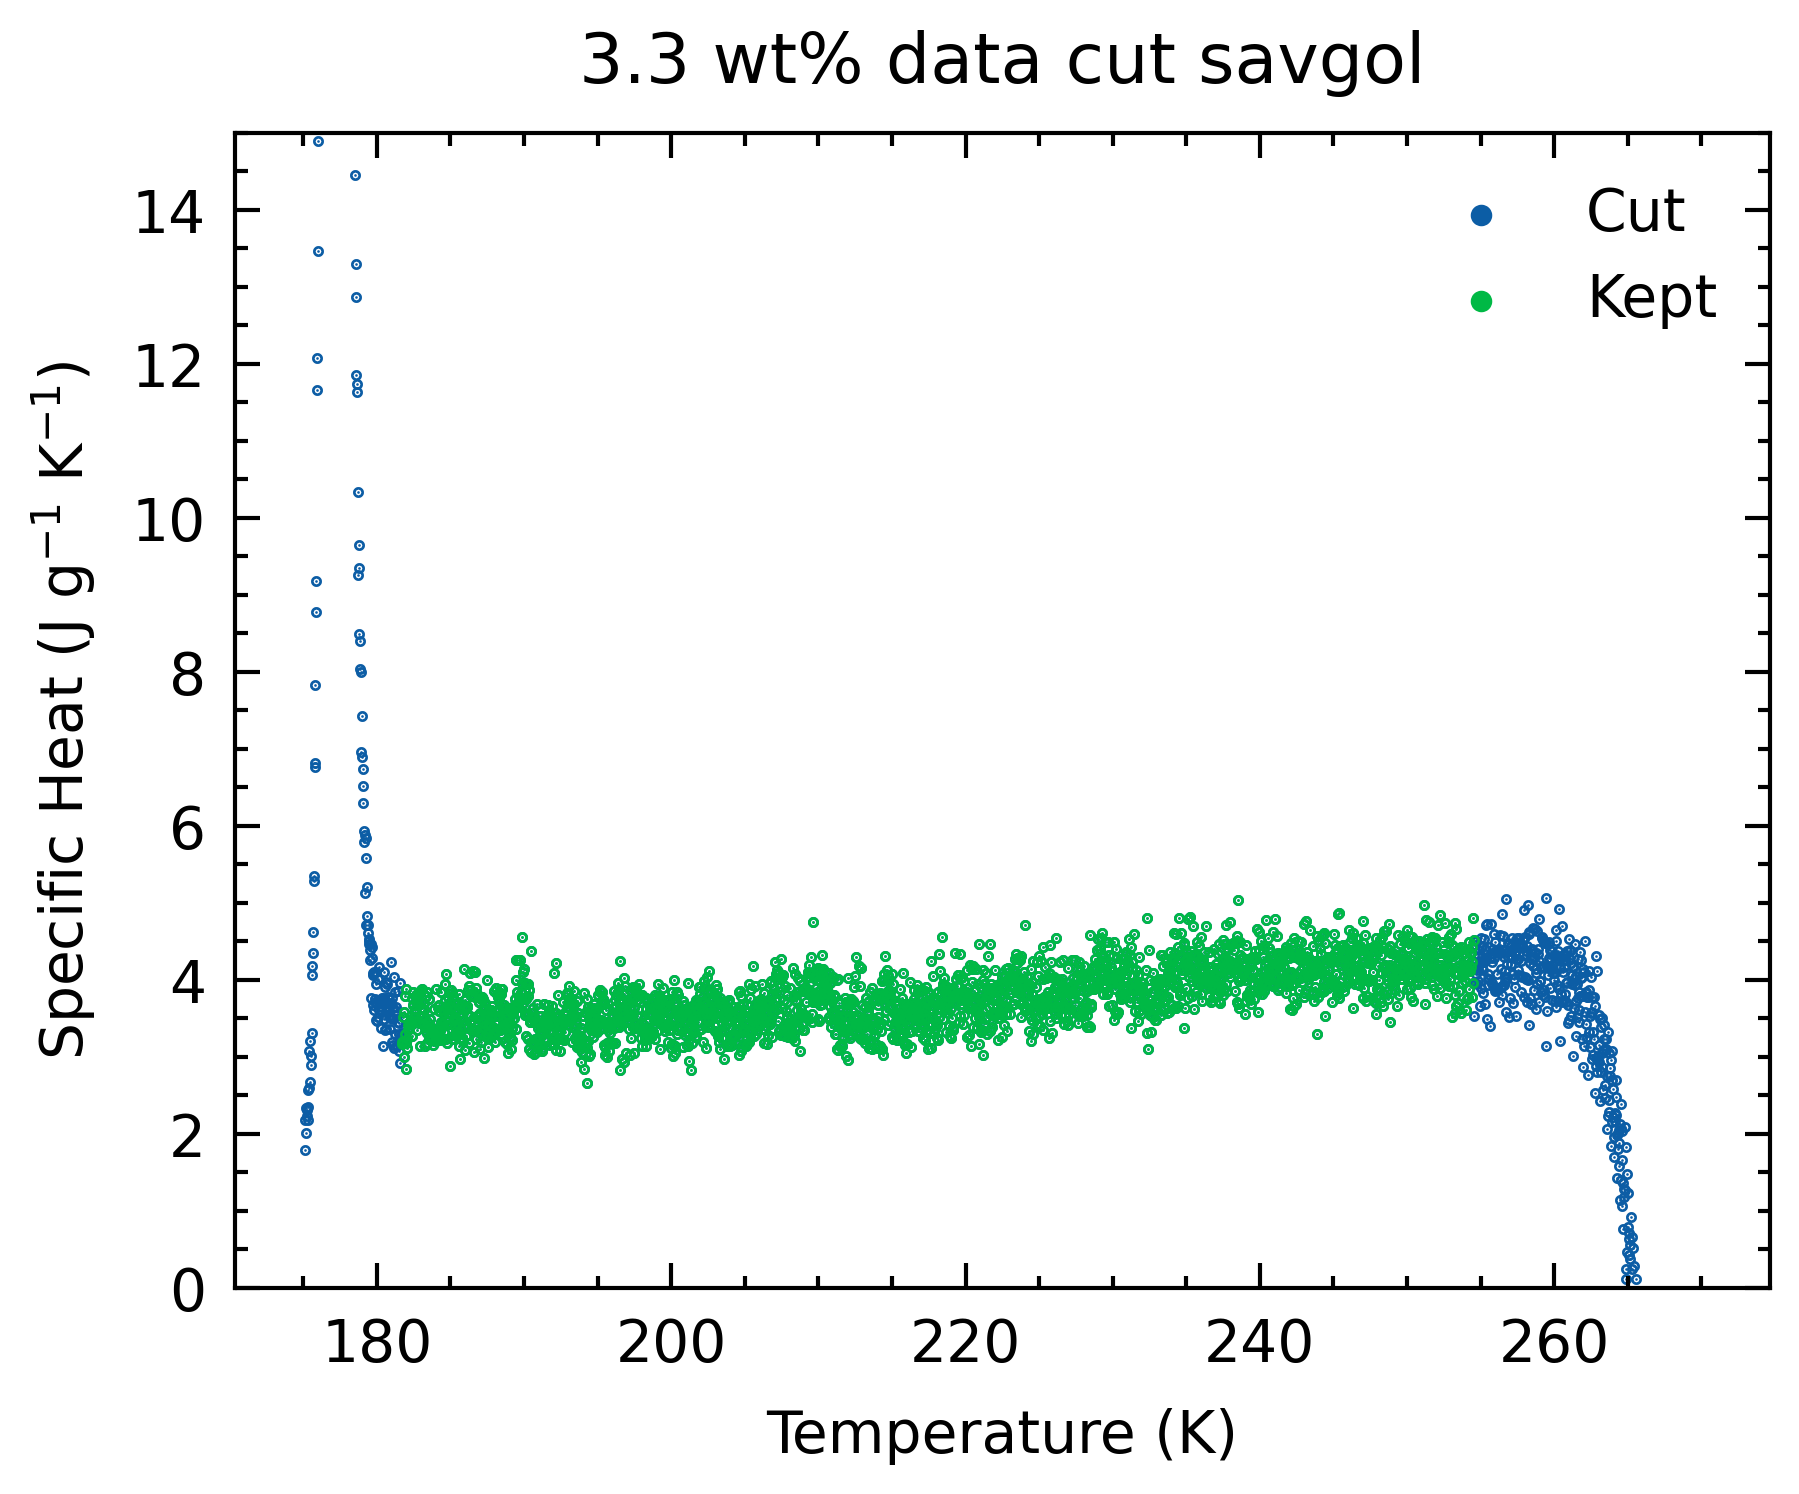 3.3 wt% data cut savgol
Cut
Kept
14
12
10
8
6
4
2
0
Specific Heat (J g⁻¹ K⁻¹)
180 200 220 240 260
Temperature (K)